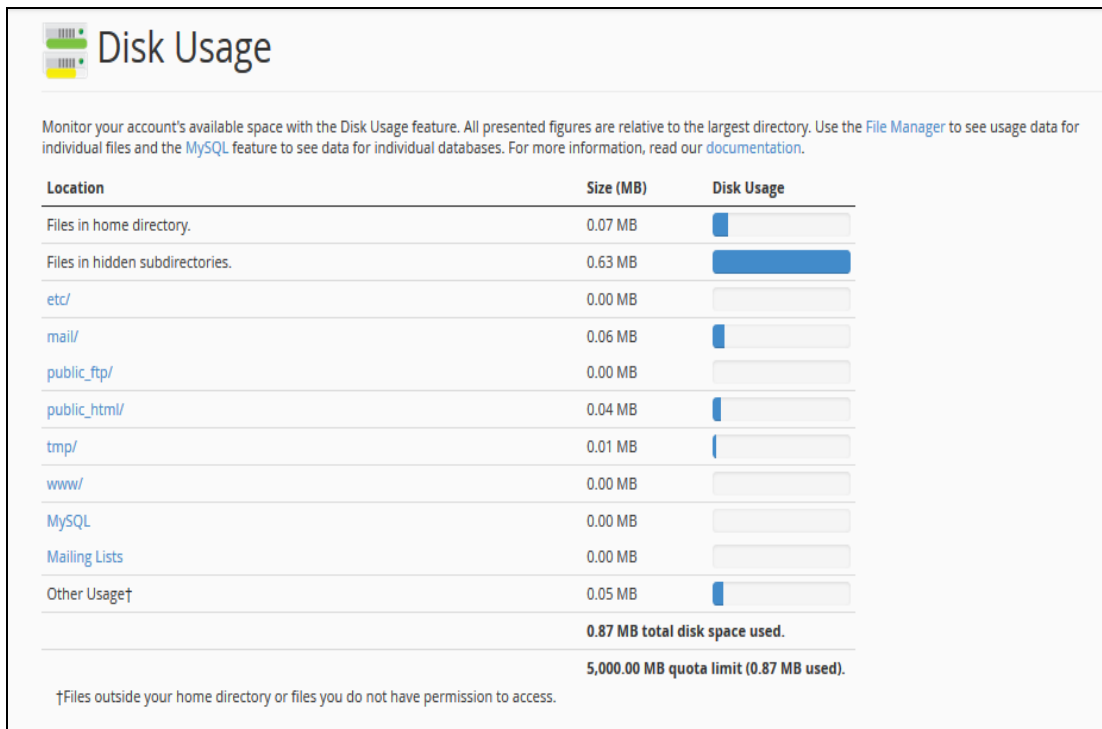 Disk Usage
Monitor your account's available space with the Disk Usage feature. All presented figures are relative to the largest directory. Use the File Manager to see usage data for
individual files and the MySQL feature to see data for individual databases. For more information, read our documentation.
Location Size (MB) Disk Usage
Files in home directory. 0.07 MB
Files in hidden subdirectories. 0.63 MB
etc/ 0.00 MB
mail/ 0.06 MB
public_ftp/ 0.00 MB
public_html/ 0.04 MB
tmp/ 0.01 MB
www/ 0.00 MB
MySQL 0.00 MB
Mailing Lists 0.00 MB
Other Usage† 0.05 MB
0.87 MB total disk space used.
5,000.00 MB quota limit (0.87 MB used).
†Files outside your home directory or files you do not have permission to access.